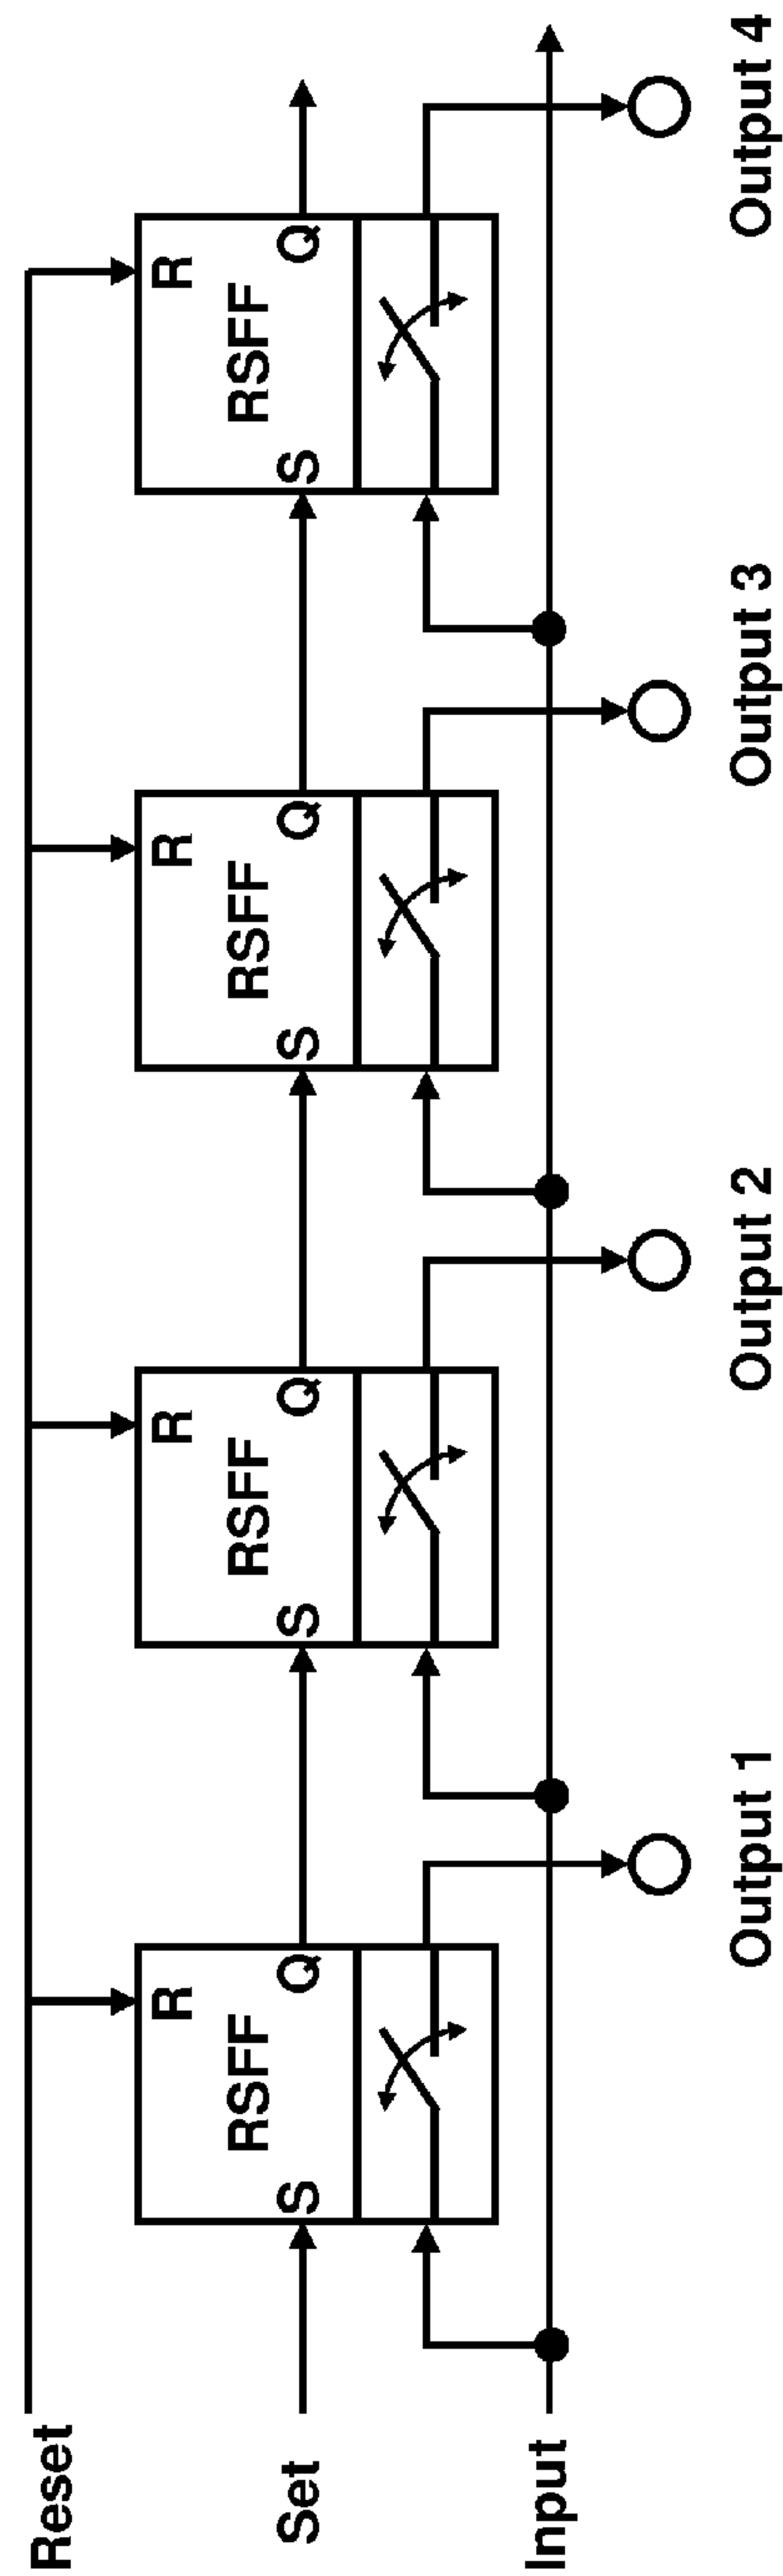 Reset
R
R
R
R
RSFF
RSFF
RSFF
RSFF
Set
S
Q
S
Q
S
Q
S
Q
Input
Output 1
Output 2
Output 3
Output 4